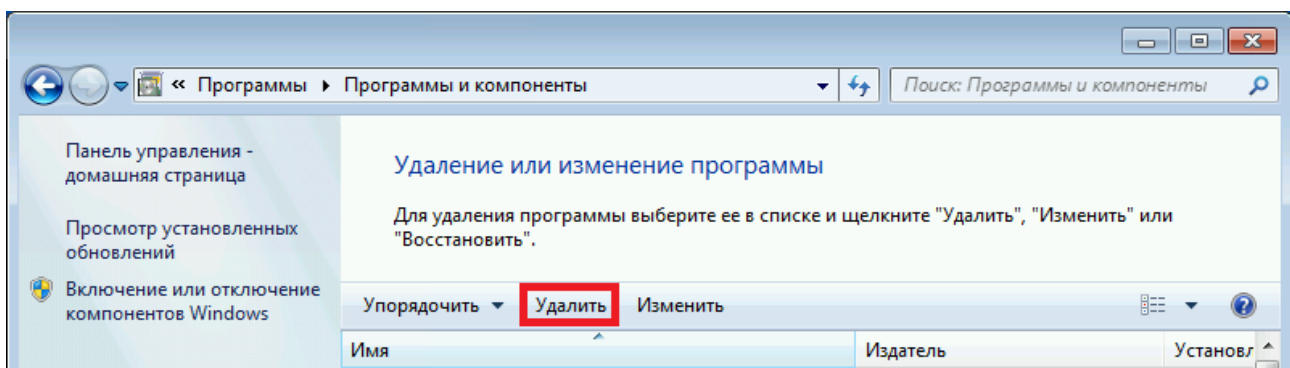 « Программы ▸ Программы и компоненты
Поиск: Программы и компоненты
Панель управления -
домашняя страница
Просмотр установленных
обновлений
Включение или отключение
компонентов Windows
Удаление или изменение программы
Для удаления программы выберите ее в списке и щелкните "Удалить", "Изменить" или
"Восстановить".
Упорядочить Удалить Изменить
Имя Издатель Установл